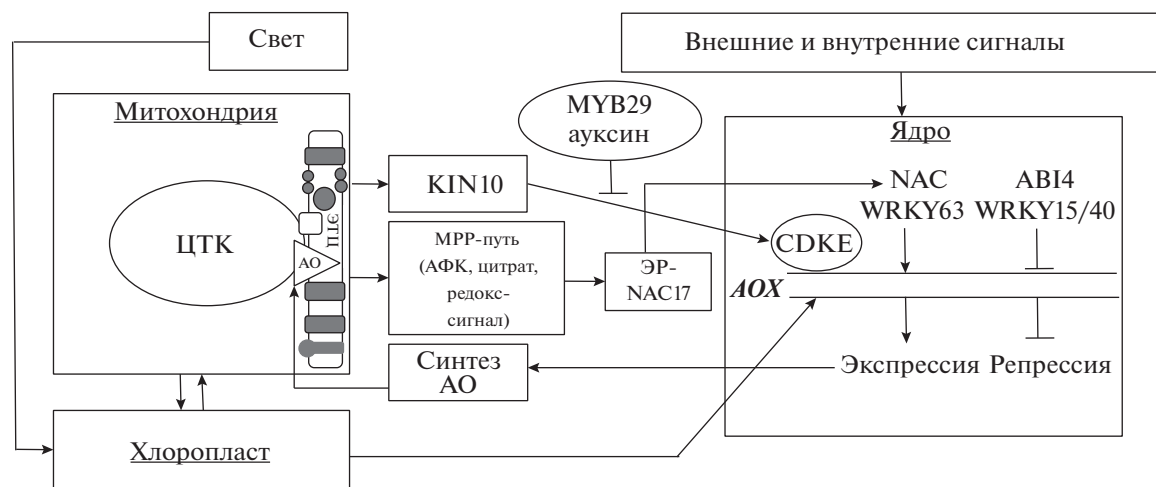 Свет
Внешние и внутренние сигналы
Митохондрия
ЦТК
ЭТЦ
АО
KIN10
МРР-путь
(АФК, цитрат,
редокс-
сигнал)
Синтез
АО
MYB29
ауксин
ЭР-
NAC17
Ядро
NAC
WRKY63
ABI4
WRKY15/40
CDKE
AOX
Экспрессия
Репрессия
Хлоропласт